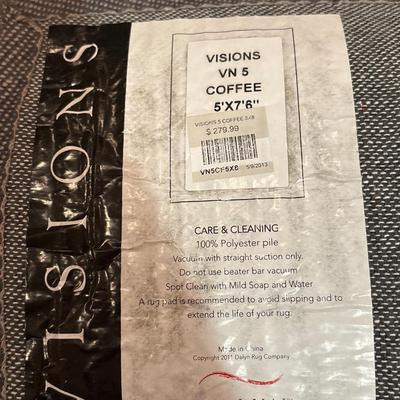 VISIONS
VISIONS
VN 5
COFFEE
5'X7'6"
VISIONS 5 COFFEE 5X8
$ 279.99
VN5CF5X8 5/9/2013
CARE & CLEANING
100% Polyester pile
Vacuum with straight suction only.
Do not use beater bar vacuum
Spot Clean with Mild Soap and Water
A rug pad is recommended to avoid slipping and to
extend the life of your rug.
Made in China
Copyright 2011 Dalyn Rug Company